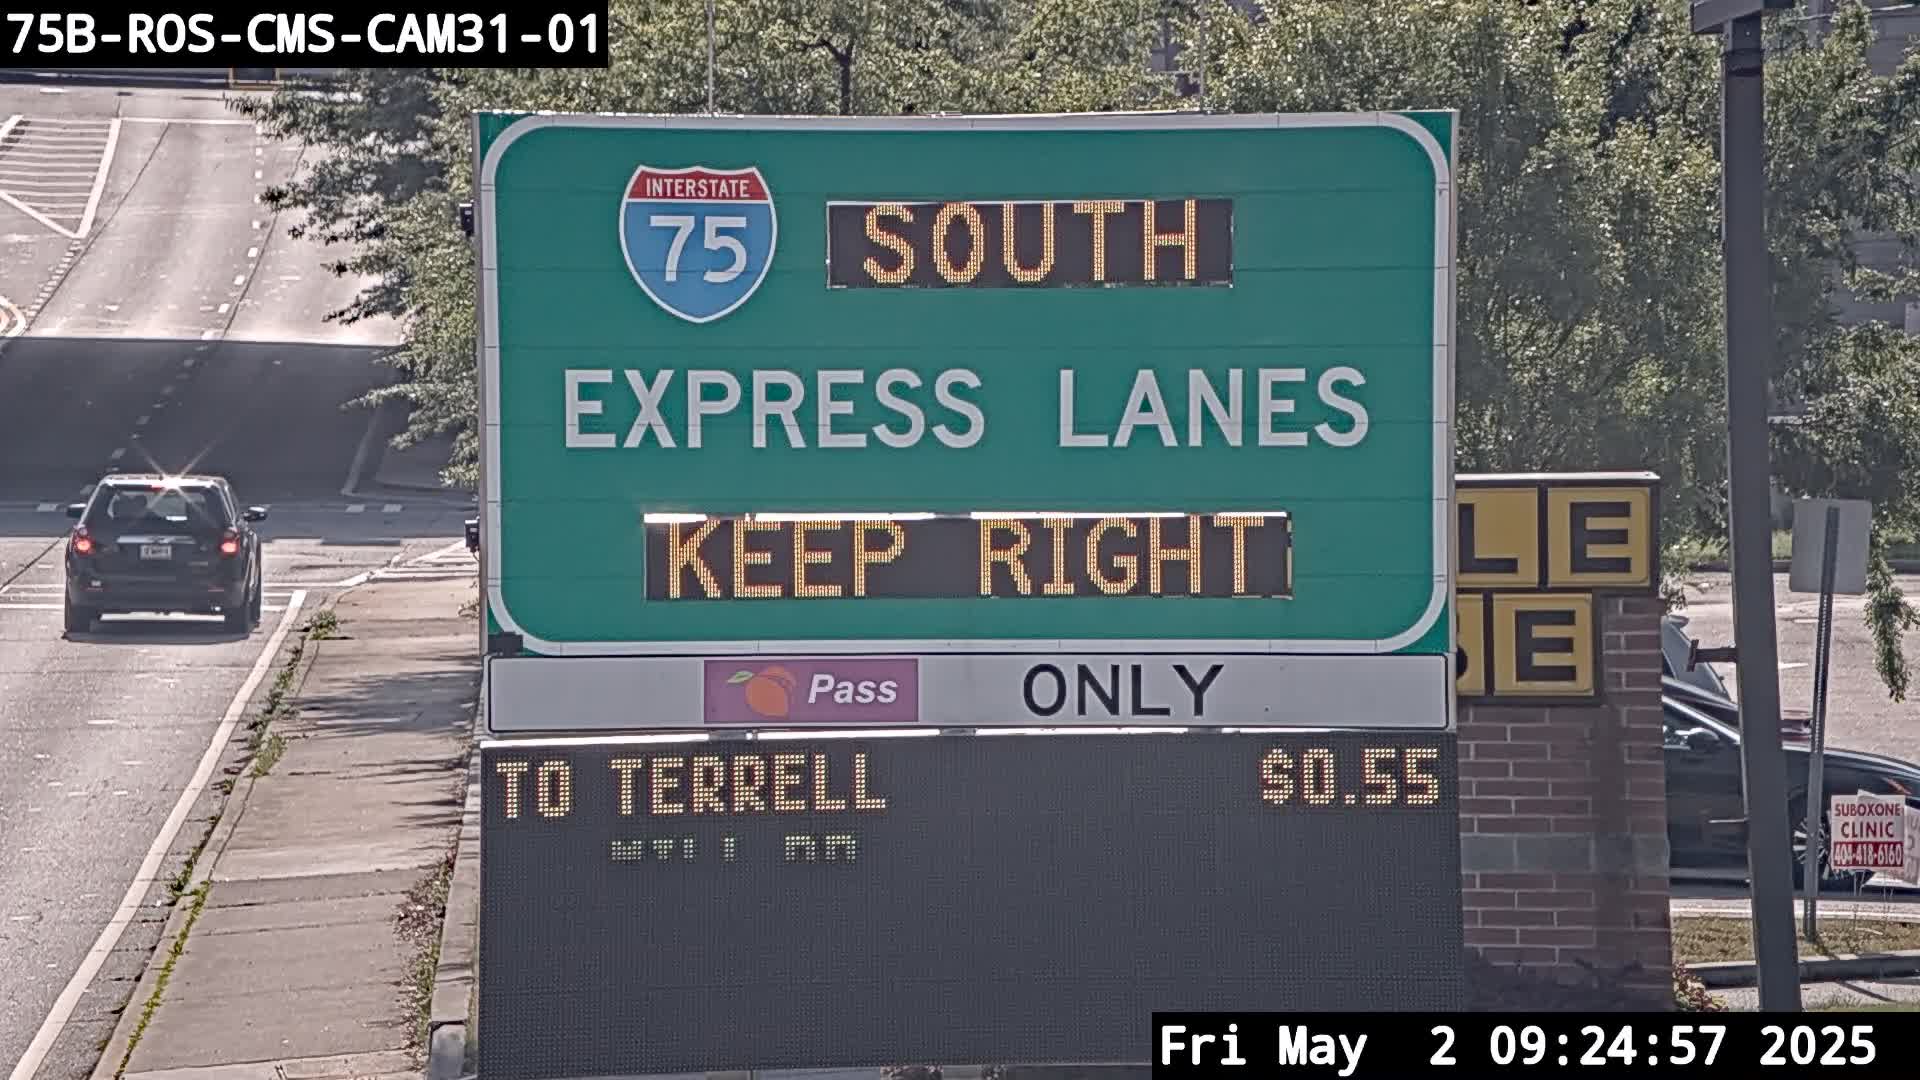 75B-ROS-CMS-CAM31-01
INTERSTATE
75
SOUTH
EXPRESS LANES
KEEP RIGHT
Pass ONLY
TO TERRELL $0.55
LE
E
SUBOXONE
CLINIC
404-418-6160
Fri May 2 09:24:57 2025